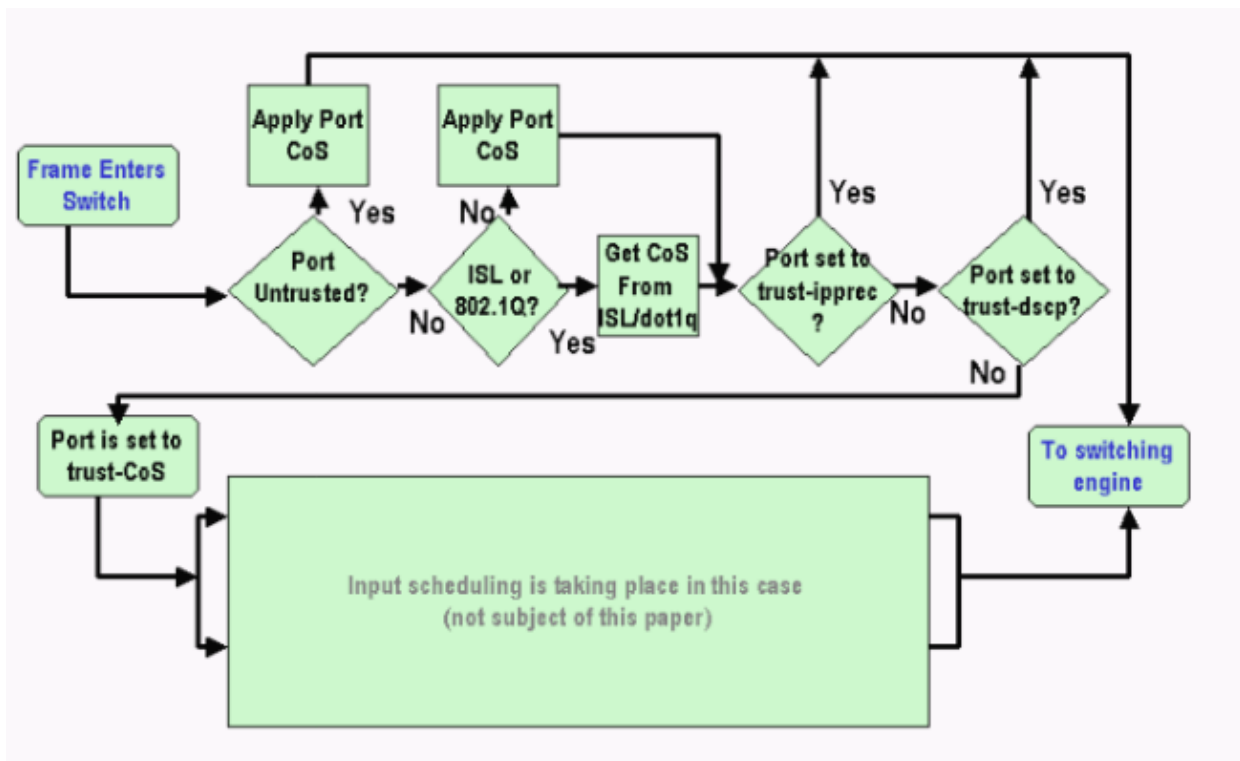 Frame Enters
Switch
Apply Port
CoS
Apply Port
CoS
Yes
No
Port
Untrusted?
No
ISL or
802.1Q?
Yes
Get CoS
From
ISL/dot1q
Port set to
trust-ipprec
?
Yes
No
Port set to
trust-dscp?
Yes
No
Port is set to
trust-CoS
To switching
engine
Input scheduling is taking place in this case
(not subject of this paper)